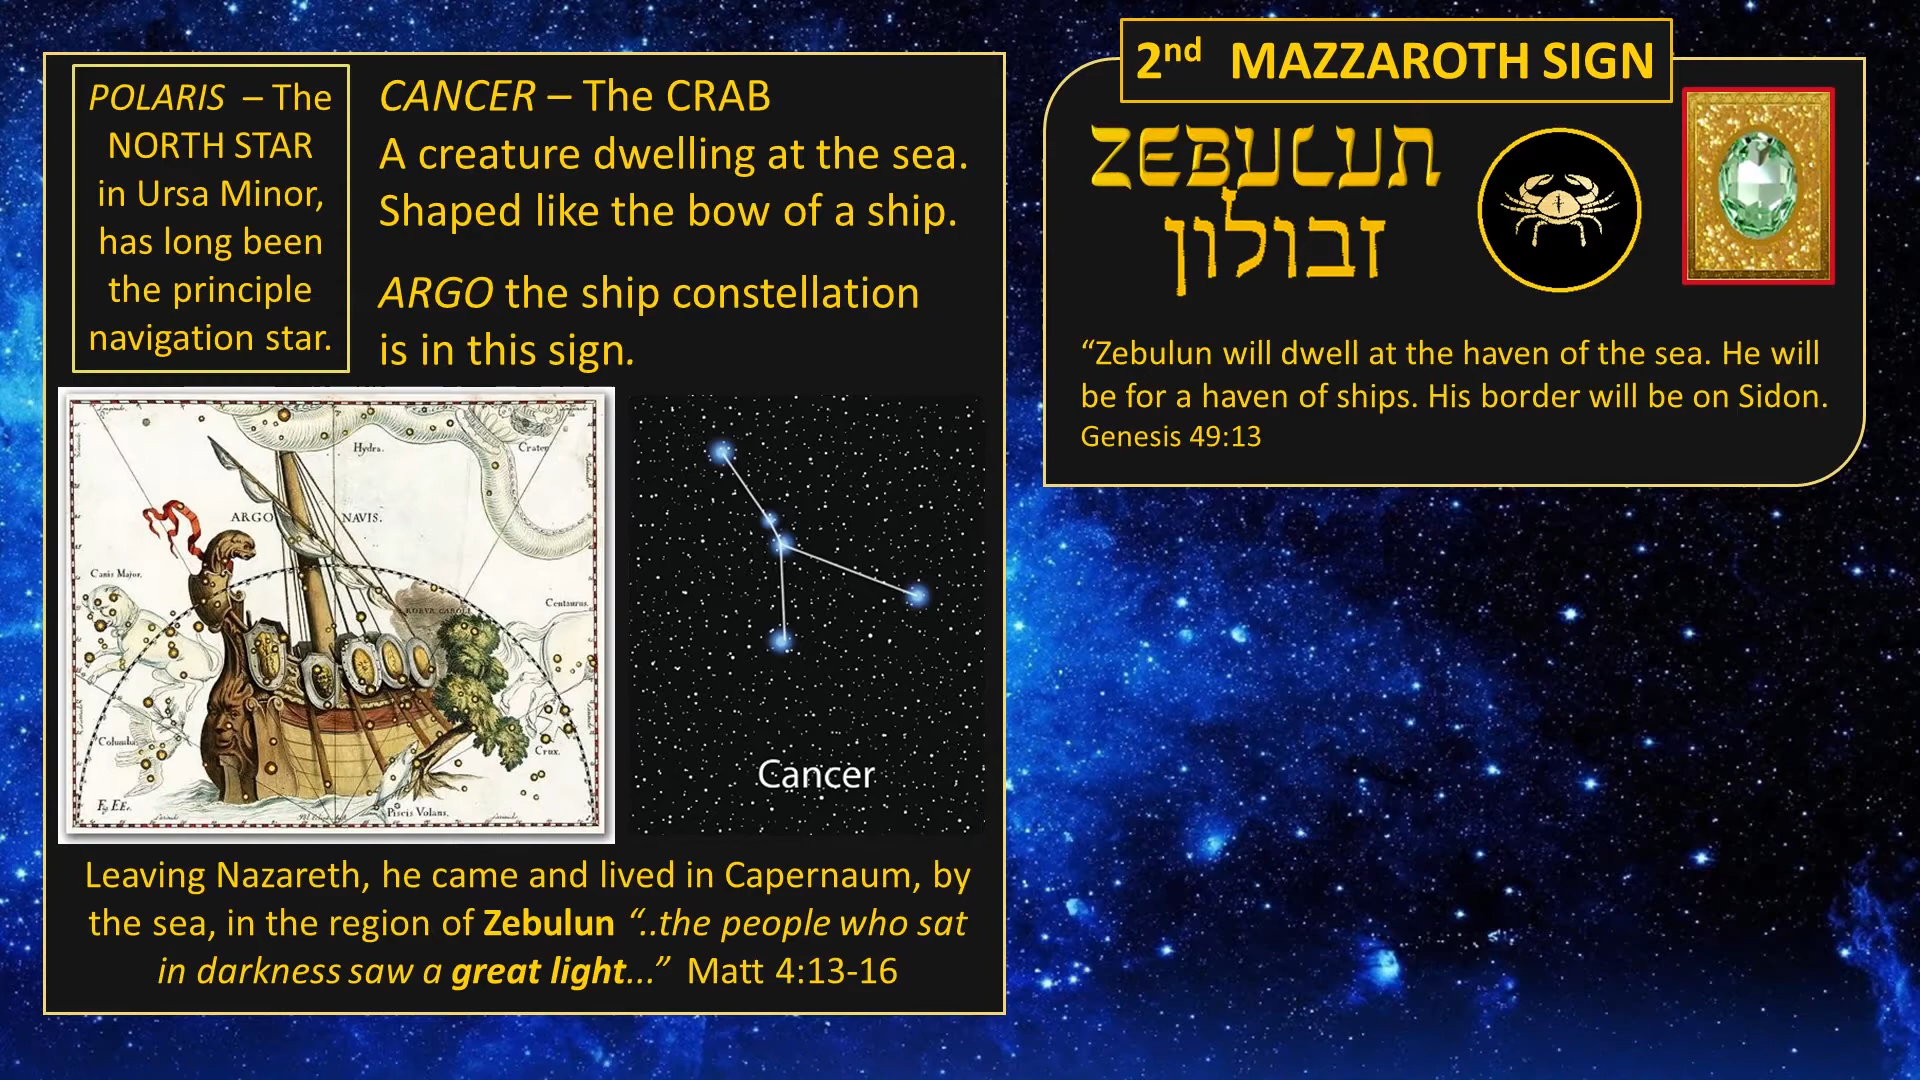 POLARIS – The
NORTH STAR
in Ursa Minor,
has long been
the principle
navigation star.
CANCER – The CRAB
A creature dwelling at the sea.
Shaped like the bow of a ship.
ARGO the ship constellation
is in this sign.
Hydra.
Crater
ARGO NAVIS.
Canis Major.
ROBUR CAROLI
Centaurus.
Columba
Crux.
Fig. EEe.
Piscis Volans.
Cancer
Leaving Nazareth, he came and lived in Capernaum, by
the sea, in the region of Zebulun “..the people who sat
in darkness saw a great light...” Matt 4:13-16
2nd MAZZAROTH SIGN
ZEBULUN
זבולון
“Zebulun will dwell at the haven of the sea. He will
be for a haven of ships. His border will be on Sidon.
Genesis 49:13